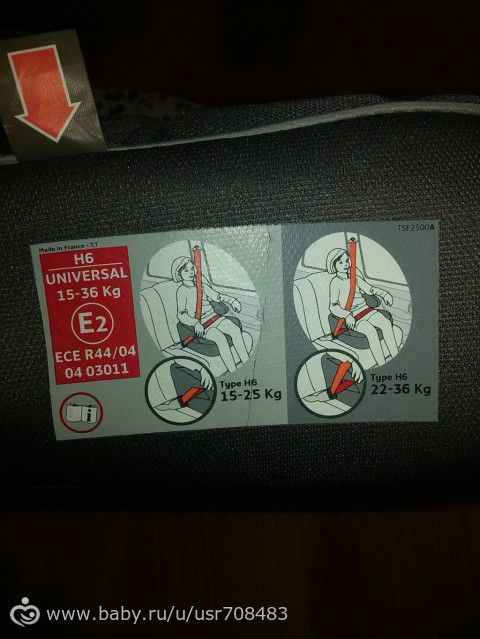 Made in France - T.T
TSF2500A
H6
UNIVERSAL
15-36 Kg
E2
ECE R44/04
04 03011
Type H6
15-25 Kg
Type H6
22-36 Kg
www.baby.ru/u/usr708483